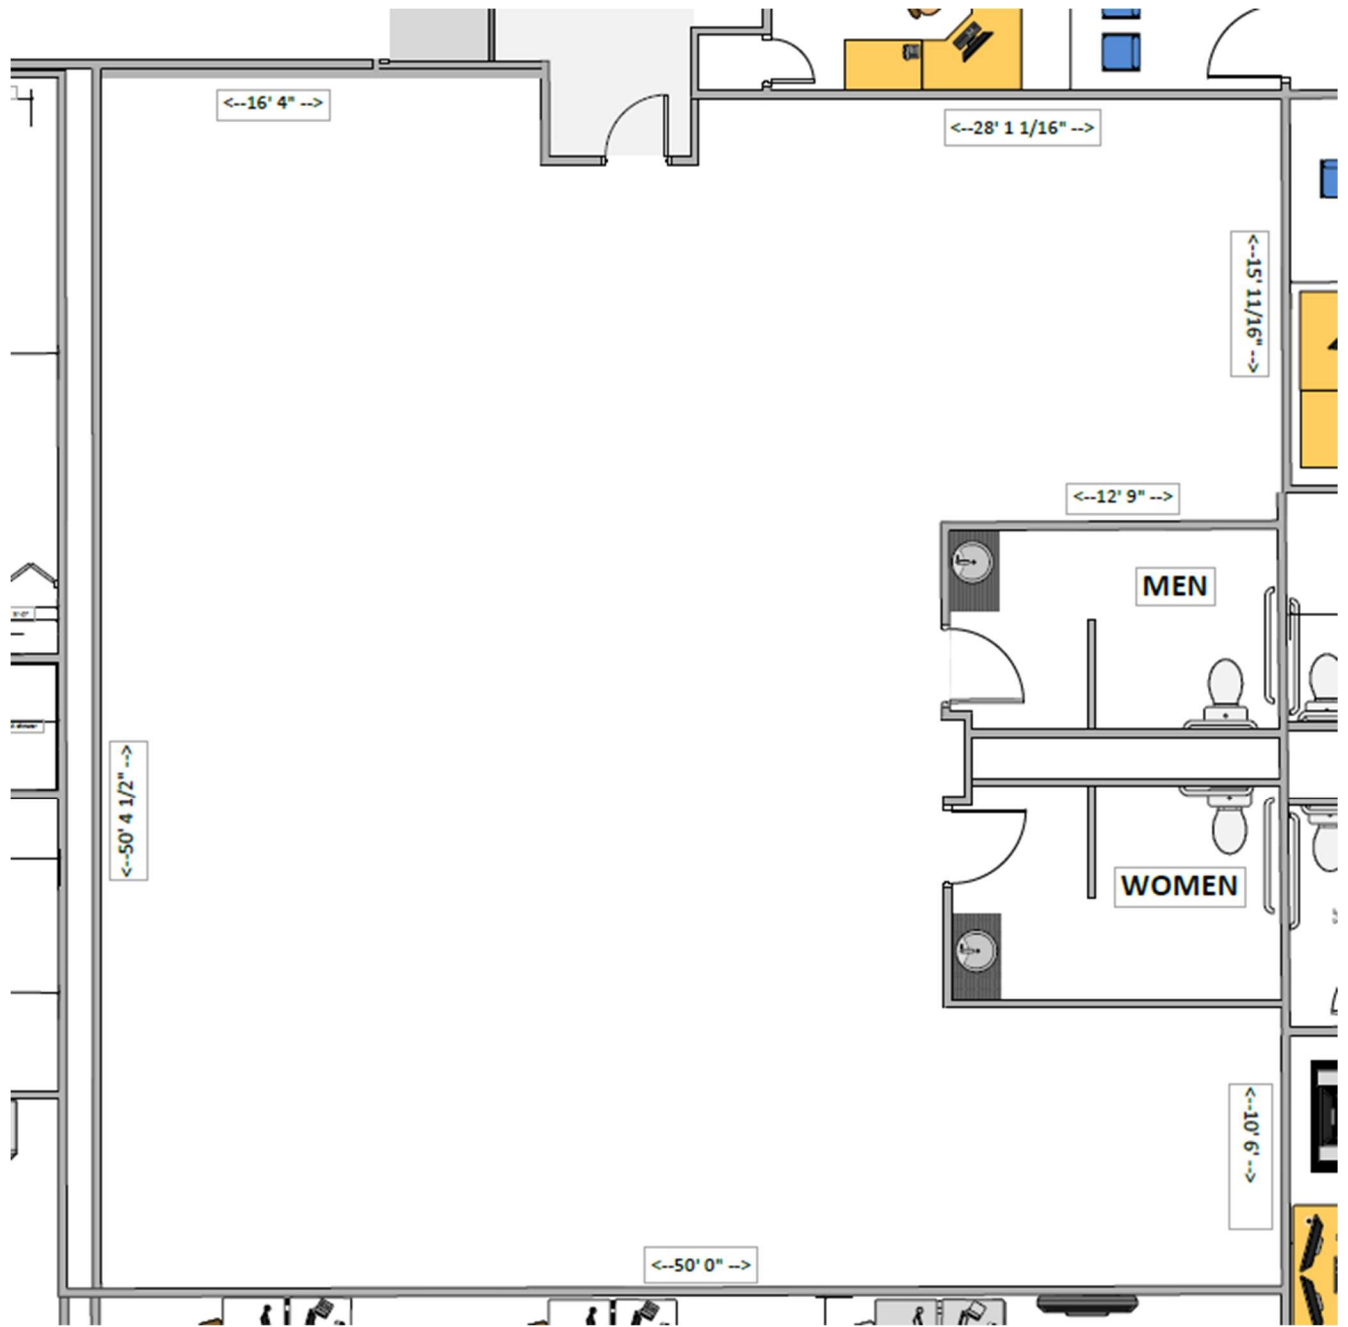 <--16' 4" -->
<--28' 1 1/16" -->
<--15' 11/16" -->
<--12' 9" -->
MEN
<--50' 4 1/2" -->
WOMEN
<--10' 6' -->
<--50' 0" -->